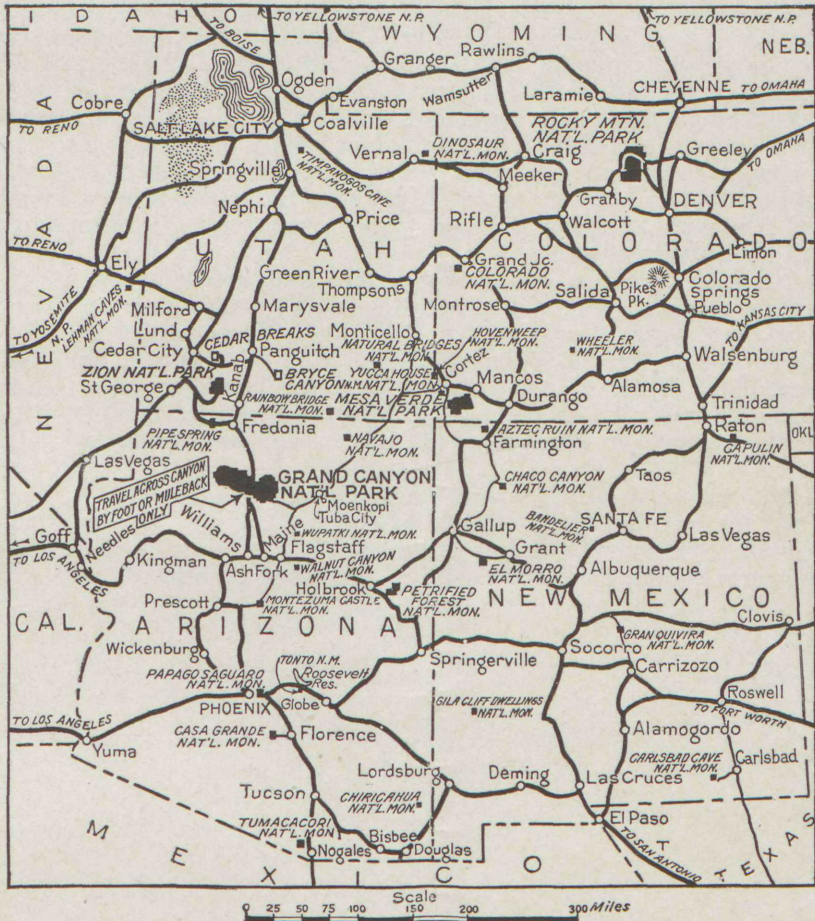 IDAHO
TO BOISE
TO YELLOWSTONE N.P.
TO YELLOWSTONE N.P.
WYOMING
NEB.
Granger
Rawlins
Ogden
Evanston
Wamsutter
Laramie
CHEYENNE
TO OMAHA
Cobre
TO RENO
SALT LAKE CITY
Coalville
ROCKY MTN.
NAT'L. PARK
DINOSAUR
NAT'L. MON.
Vernal
Craig
Greeley
TO OMAHA
Springville
TIMPANOGOS CAVE
NAT'L. MON.
Meeker
Granby
DENVER
Nephi
Price
Rifle
Walcott
NEVADA
TO RENO
UTAH
COLORADO
Ely
Green River
Thompsons
Grand Jc.
COLORADO
NAT'L. MON.
Limon
TO YOSEMITE
N.P.
LEHMAN CAVES
NAT'L. MON.
Salida
Pikes
Pk.
Colorado
Springs
Milford
Marysvale
Montrose
Pueblo
TO KANSAS CITY
Lund
Monticello
HOVENWEEP
NAT'L. MON.
WHEELER
NAT'L. MON.
Cedar City
CEDAR BREAKS
Panguitch
NATURAL BRIDGES
NAT'L. MON.
Cortez
Walsenburg
ZION NAT'L. PARK
BRYCE
CANYON N.M.
YUCCA HOUSE
NAT'L. MON.
Mancos
Alamosa
St George
Kanab
RAINBOW BRIDGE
NAT'L. MON.
MESA VERDE
NAT'L PARK
Durango
Trinidad
PIPE SPRING
NAT'L. MON.
Fredonia
NAVAJO
NAT'L. MON.
AZTEC RUIN NAT'L. MON.
Farmington
Raton
CAPULIN
NAT'L. MON.
OKL
Las Vegas
TRAVEL ACROSS CANYON
BY FOOT OR MULEBACK
ONLY
GRAND CANYON
NAT'L. PARK
Moenkopi
Tuba City
CHACO CANYON
NAT'L. MON.
Taos
Goff
TO LOS ANGELES
Needles
Williams
Maine
WUPATKI NAT'L. MON.
Gallup
BANDELIER
NAT'L. MON.
SANTA FE
Las Vegas
Kingman
Ash Fork
Flagstaff
WALNUT CANYON
NAT'L. MON.
Grant
EL MORRO
NAT'L. MON.
Albuquerque
Holbrook
PETRIFIED
FOREST
NAT'L. MON.
Prescott
MONTEZUMA CASTLE
NAT'L. MON.
NEW MEXICO
CAL.
ARIZONA
Clovis
Wickenburg
GRAN QUIVIRA
NAT'L. MON.
Springerville
Socorro
Carrizozo
TONTO N.M.
Roosevelt
Res.
PAPAGO SAGUARO
NAT'L. MON.
PHOENIX
Globe
GILA CLIFF DWELLINGS
NAT'L. MON.
Roswell
TO FORT WORTH
TO LOS ANGELES
Yuma
CASA GRANDE
NAT'L. MON.
Florence
Alamogordo
CARLSBAD CAVE
NAT'L. MON.
Carlsbad
Lordsburg
Deming
Las Cruces
Tucson
CHIRICAHUA
NAT'L. MON.
TUMACACORI
NAT'L. MON
Bisbee
El Paso
Nogales
Douglas
TO SAN ANTONIO
TEXAS
MEXICO
Scale
0 25 50 75 100 150 200 300 Miles